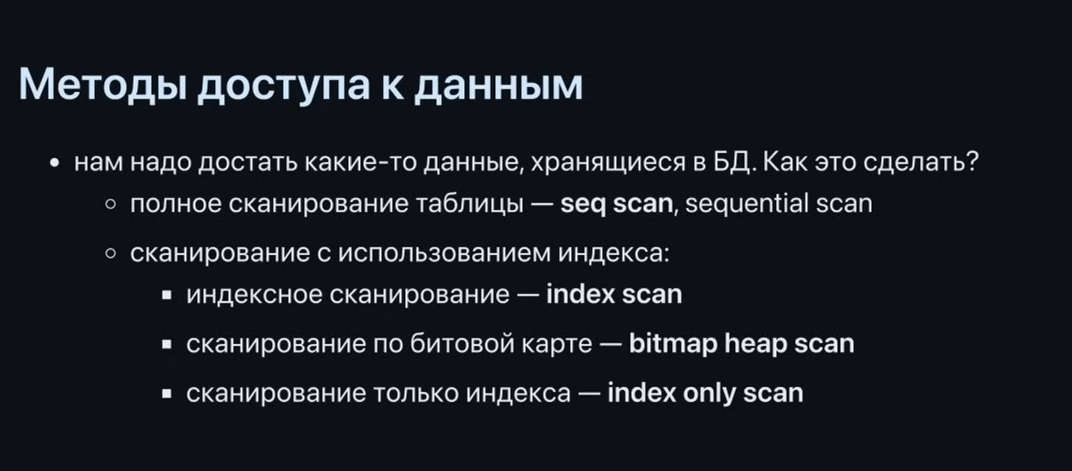 Методы доступа к данным
• нам надо достать какие-то данные, хранящиеся в БД. Как это сделать?
◦ полное сканирование таблицы — seq scan, sequential scan
◦ сканирование с использованием индекса:
▪ индексное сканирование — index scan
▪ сканирование по битовой карте — bitmap heap scan
▪ сканирование только индекса — index only scan